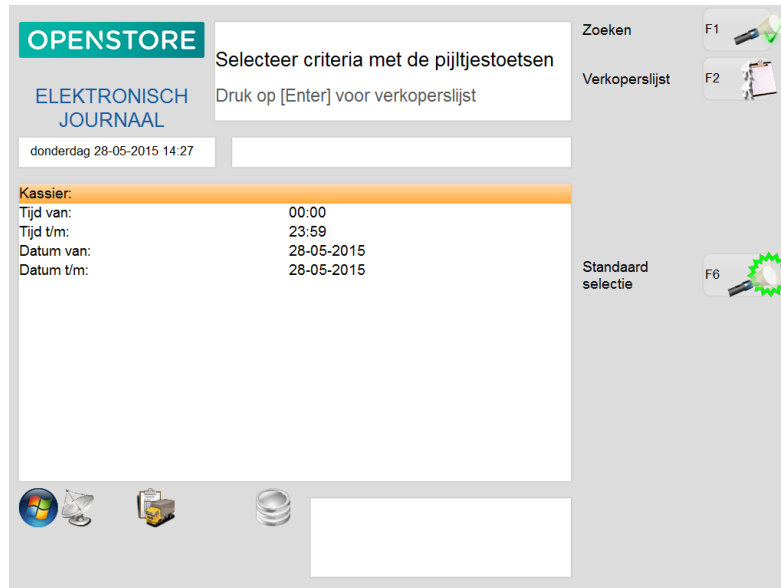 OPENSTORE
ELEKTRONISCH
JOURNAAL
Selecteer criteria met de pijltjestoetsen
Druk op [Enter] voor verkoperslijst
donderdag 28-05-2015 14:27
Kassier:
Tijd van: 00:00
Tijd t/m: 23:59
Datum van: 28-05-2015
Datum t/m: 28-05-2015
Zoeken F1
Verkoperslijst F2
Standaard
selectie F6